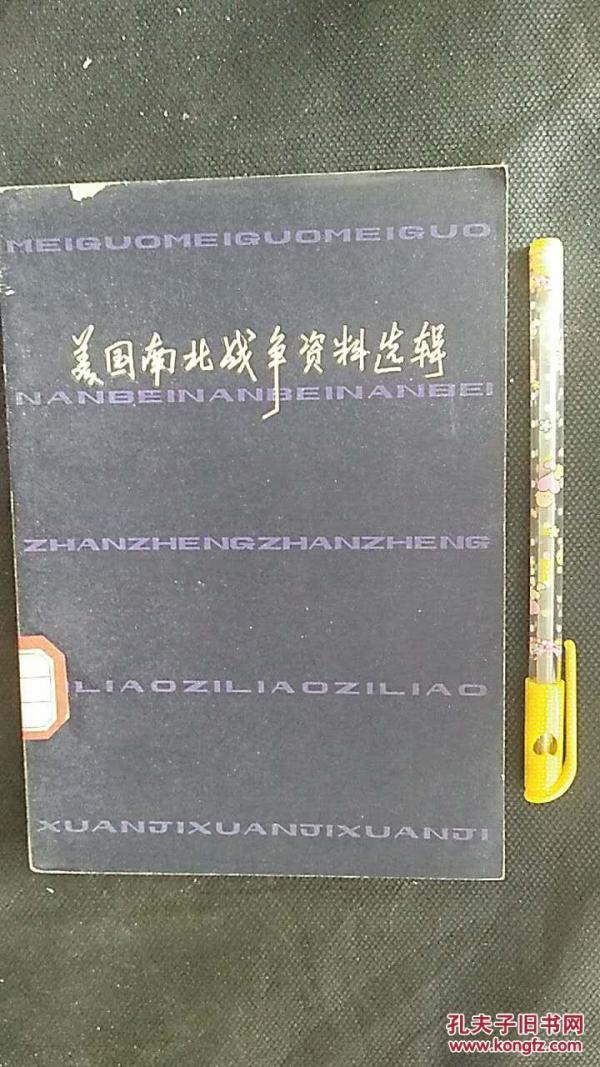 MEIGUOMEIGUOMEIGUO
美国南北战争资料选辑
NANBEINANBEINANBEI
ZHANZHENGZHANZHENG
LIAOZILIAOZILIAO
XUANJIXUANJIXUANJI
孔夫子旧书网
www.kongfz.com